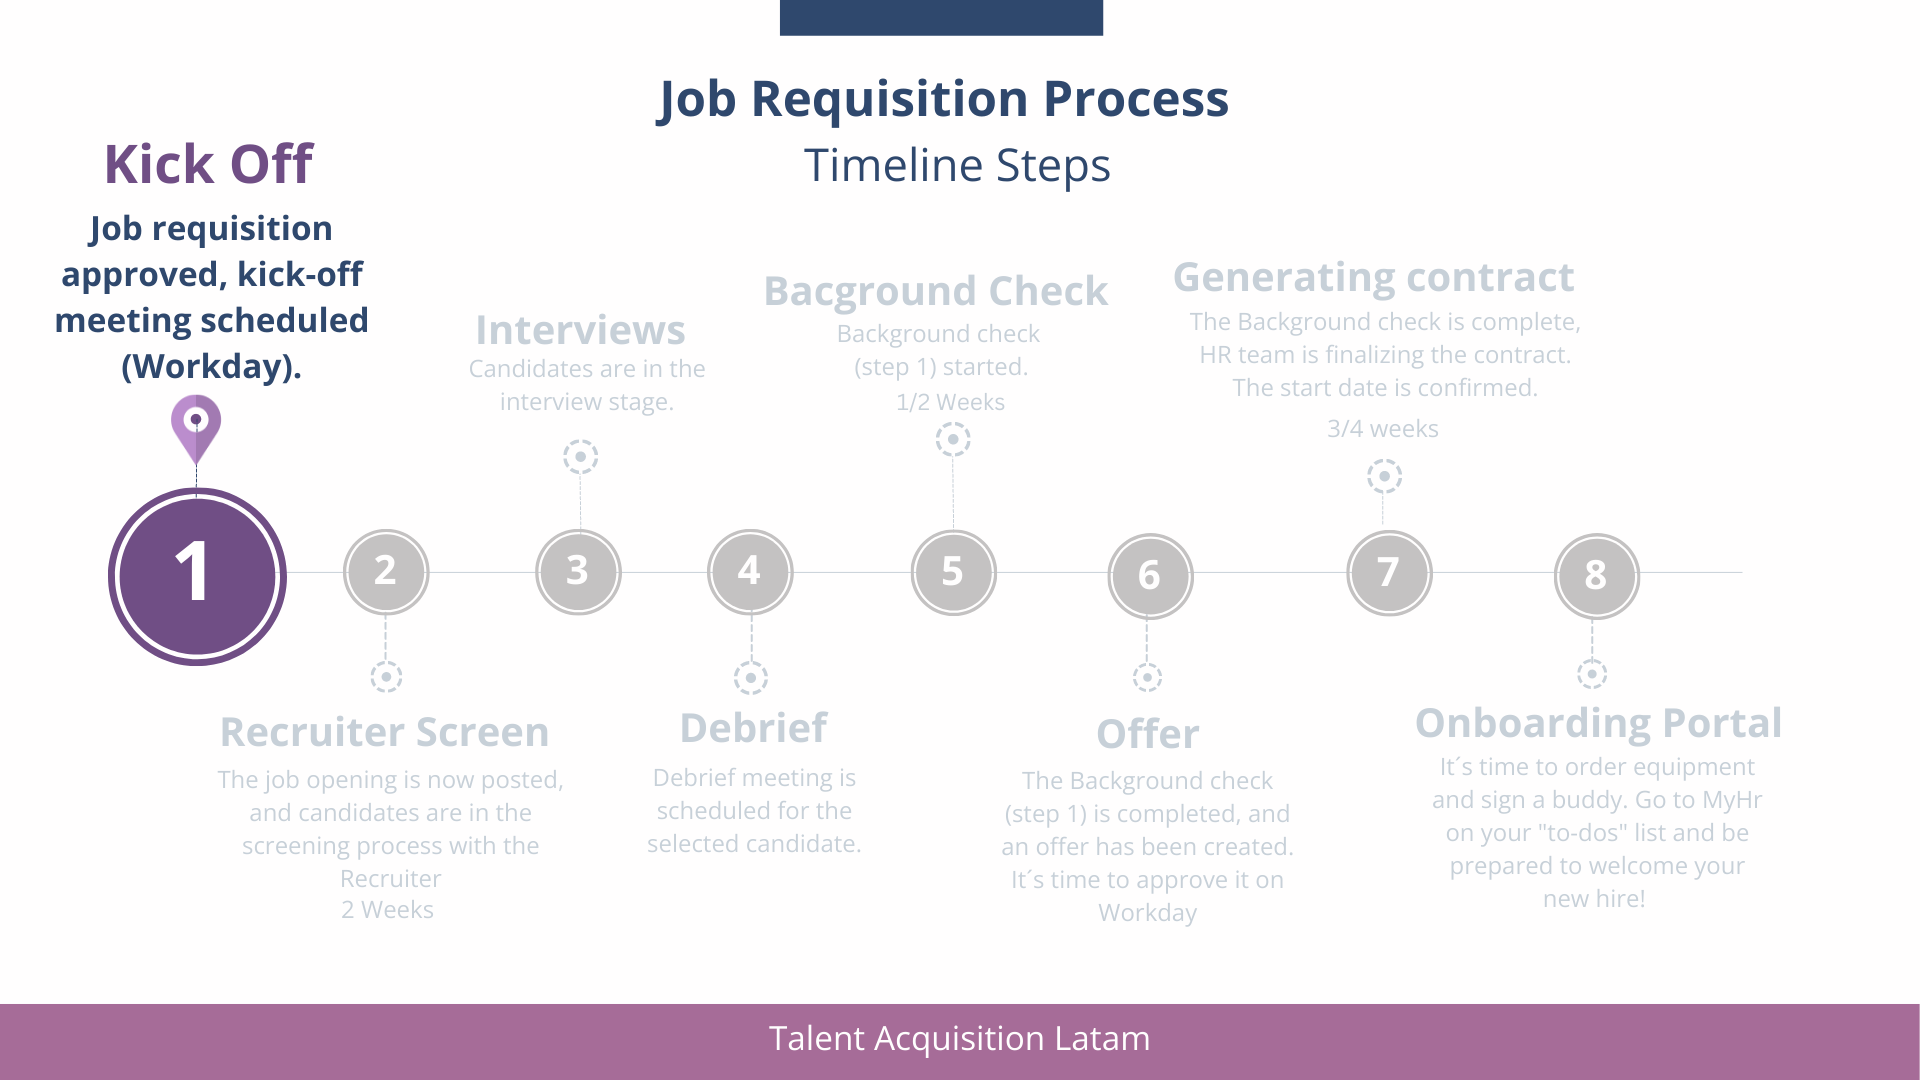 Job Requisition Process
Timeline Steps
Kick Off
Job requisition
approved, kick-off
meeting scheduled
(Workday).
1
Recruiter Screen
The job opening is now posted,
and candidates are in the
screening process with the
Recruiter
2 Weeks
2
Interviews
Candidates are in the
interview stage.
3
Debrief
Debrief meeting is
scheduled for the
selected candidate.
4
Bacground Check
Background check
(step 1) started.
1/2 Weeks
5
Offer
The Background check
(step 1) is completed, and
an offer has been created.
It´s time to approve it on
Workday
6
Generating contract
The Background check is complete,
HR team is finalizing the contract.
The start date is confirmed.
3/4 weeks
7
Onboarding Portal
It´s time to order equipment
and sign a buddy. Go to MyHr
on your "to-dos" list and be
prepared to welcome your
new hire!
8
Talent Acquisition Latam